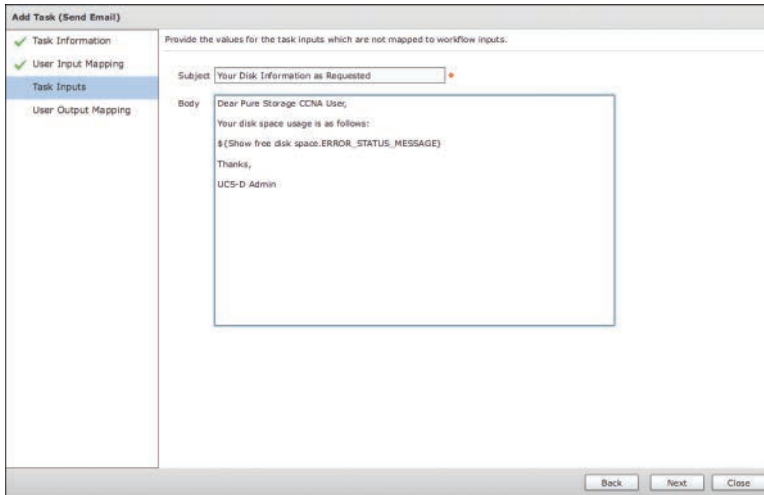 Add Task (Send Email)
Task Information
User Input Mapping
Task Inputs
User Output Mapping
Provide the values for the task inputs which are not mapped to workflow inputs.
Subject Your Disk Information as Requested
Body Dear Pure Storage CCNA User,
Your disk space usage is as follows:
${Show free disk space.ERROR_STATUS_MESSAGE}
Thanks,
UCS-D Admin
Back Next Close